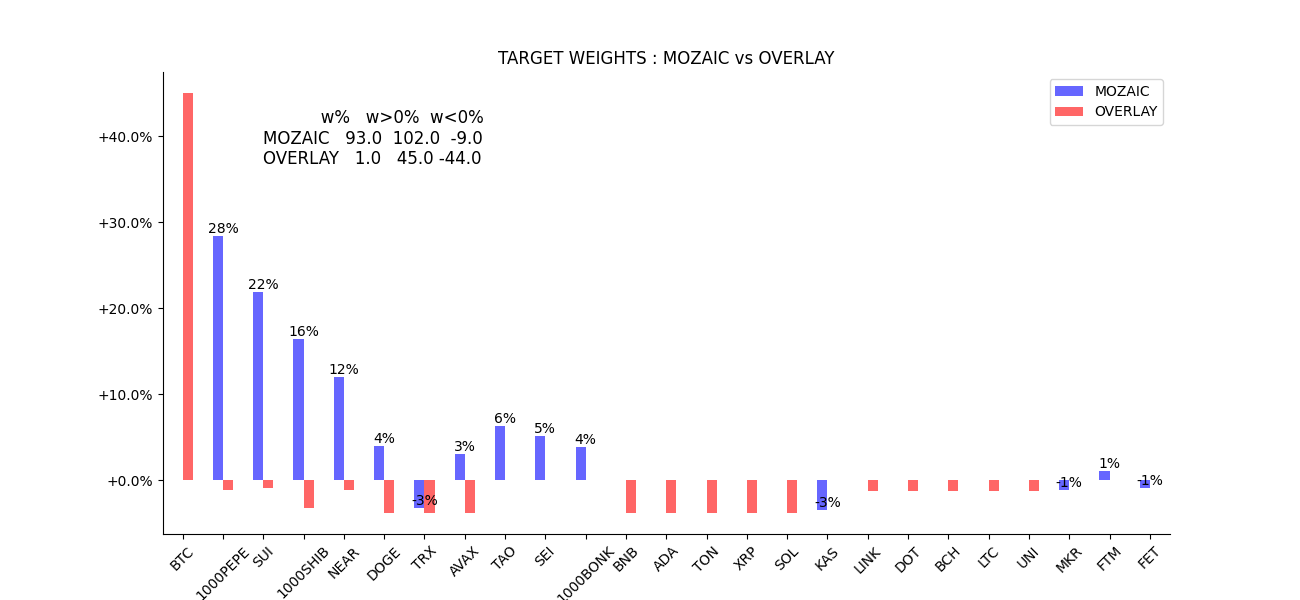 TARGET WEIGHTS : MOZAIC vs OVERLAY
MOZAIC
OVERLAY
w% w>0% w<0%
MOZAIC 93.0 102.0 -9.0
OVERLAY 1.0 45.0 -44.0
+40.0%
+30.0%
+20.0%
+10.0%
+0.0%
28%
22%
16%
12%
4%
-3%
3%
6%
5%
4%
-3%
-1%
1%
-1%
BTC
1000PEPE
SUI
1000SHIB
NEAR
DOGE
TRX
AVAX
TAO
SEI
1000BONK
BNB
ADA
TON
XRP
SOL
KAS
LINK
DOT
BCH
LTC
UNI
MKR
FTM
FET